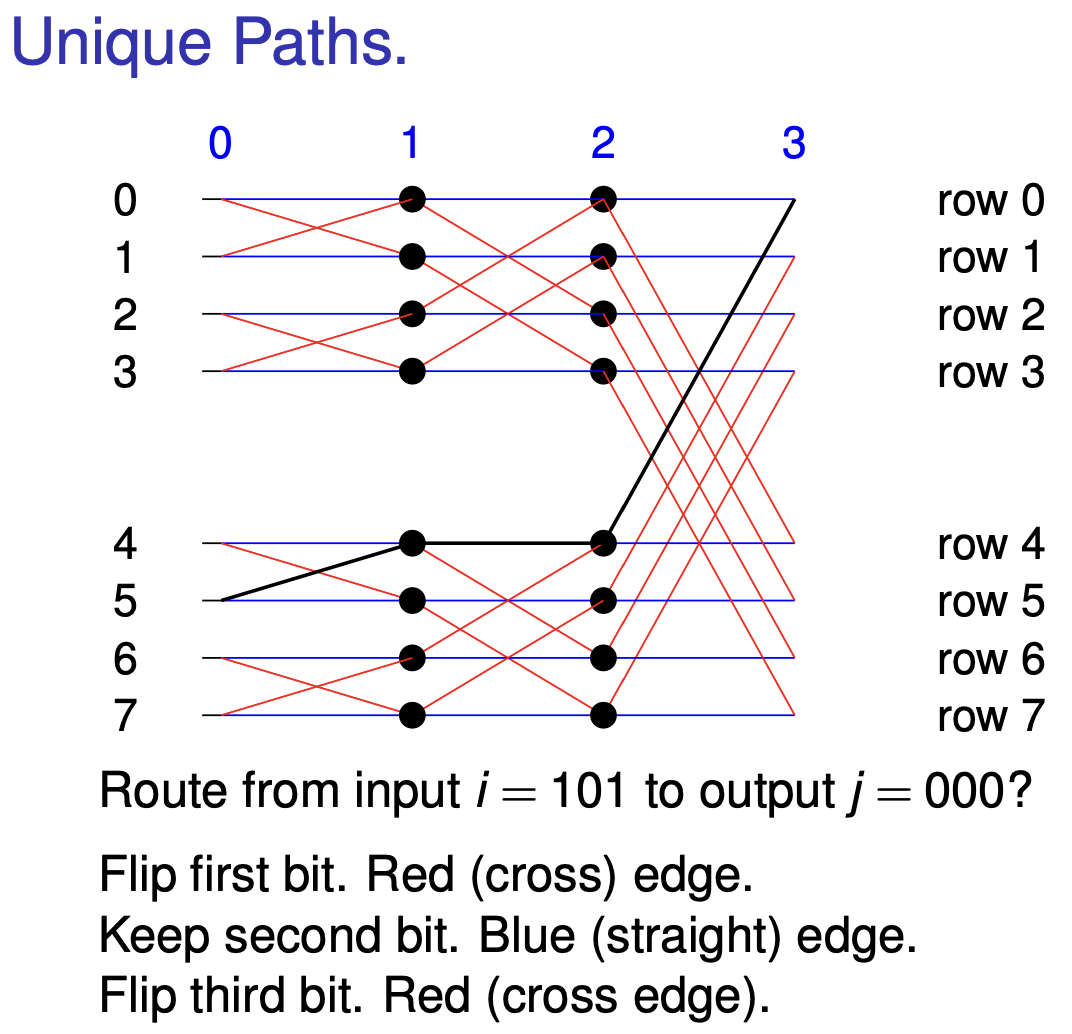 Unique Paths.
0 1 2 3
0 row 0
1 row 1
2 row 2
3 row 3
4 row 4
5 row 5
6 row 6
7 row 7
Route from input i = 101 to output j = 000?
Flip first bit. Red (cross) edge.
Keep second bit. Blue (straight) edge.
Flip third bit. Red (cross edge).